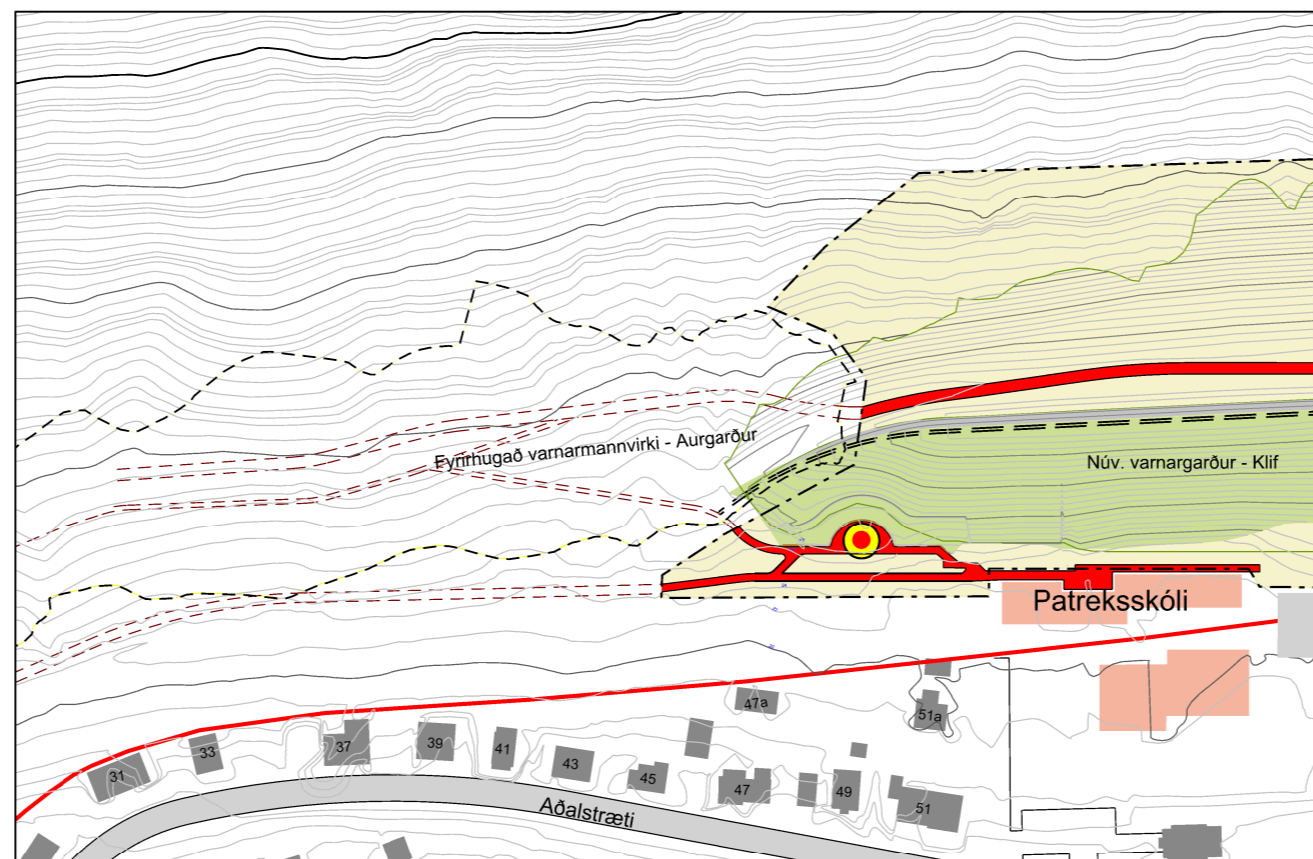 Fyrirhugað varnarmannvirki - Aurgarður
Núv. varnargarður - Klif
Patreksskóli
47a
51a
31
33
37
39
41
43
45
47
49
51
Aðalstræti